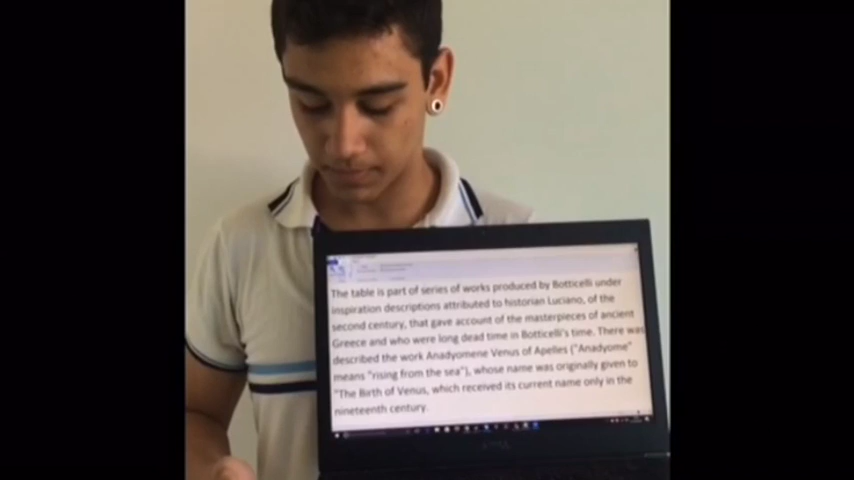 The table is part of series of works produced by Botticelli under
inspiration descriptions attributed to historian Luciano, of the
second century, that gave account of the masterpieces of ancient
Greece and who were long dead time in Botticelli's time. There was
described the work Anadyomene Venus of Apelles ("Anadyome"
means "rising from the sea"), whose name was originally given to
"The Birth of Venus, which received its current name only in the
nineteenth century.